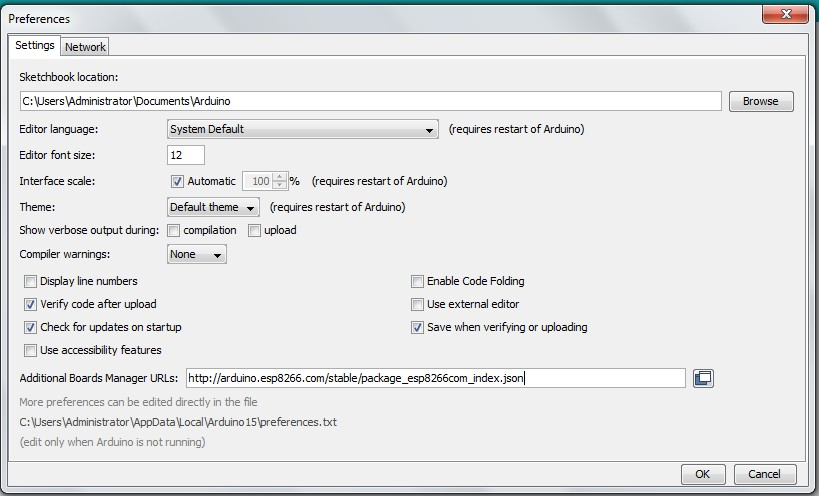 Preferences
Settings Network
Sketchbook location:
C:\Users\Administrator\Documents\Arduino Browse
Editor language: System Default (requires restart of Arduino)
Editor font size: 12
Interface scale: Automatic 100 % (requires restart of Arduino)
Theme: Default theme (requires restart of Arduino)
Show verbose output during: compilation upload
Compiler warnings: None
Display line numbers Enable Code Folding
Verify code after upload Use external editor
Check for updates on startup Save when verifying or uploading
Use accessibility features
Additional Boards Manager URLs: http://arduino.esp8266.com/stable/package_esp8266com_index.json
More preferences can be edited directly in the file
C:\Users\Administrator\AppData\Local\Arduino15\preferences.txt
(edit only when Arduino is not running)
OK Cancel